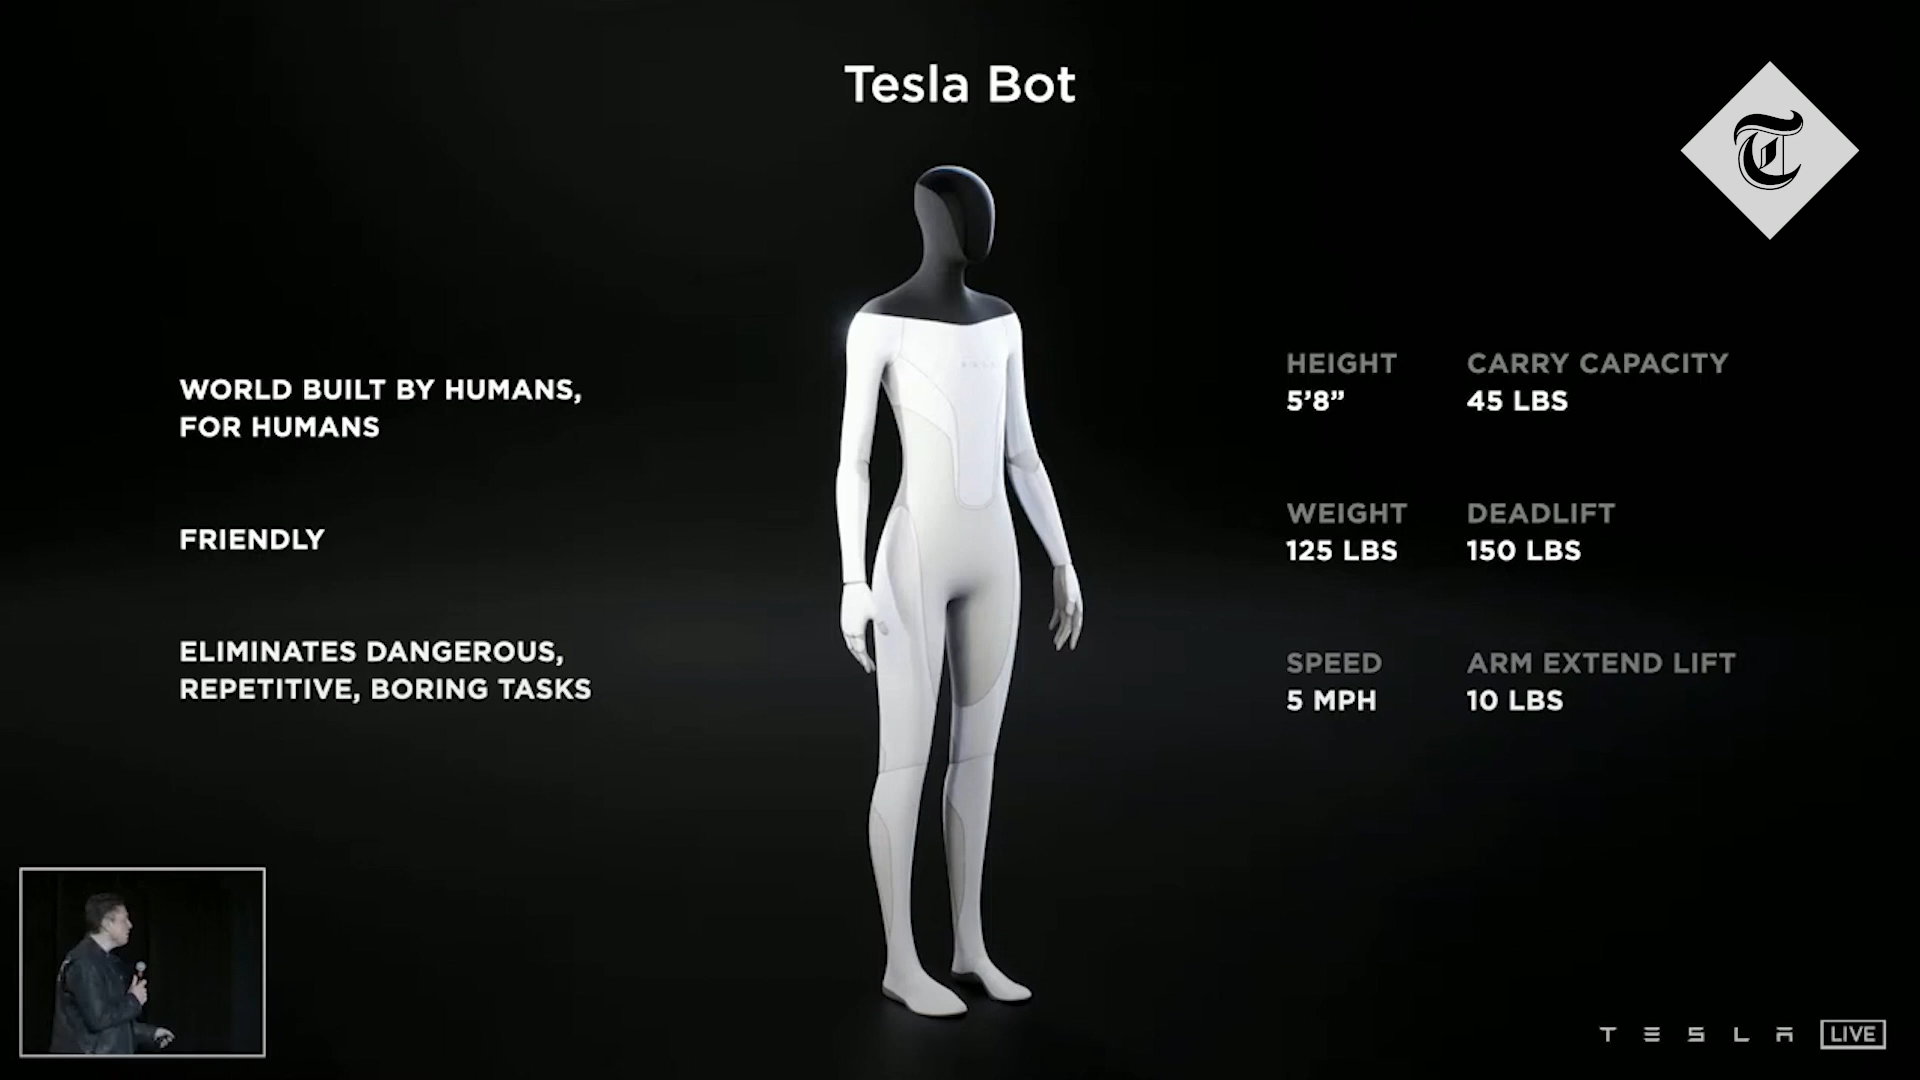 Tesla Bot
T
WORLD BUILT BY HUMANS,
FOR HUMANS
FRIENDLY
ELIMINATES DANGEROUS,
REPETITIVE, BORING TASKS
HEIGHT
5’8”
CARRY CAPACITY
45 LBS
WEIGHT
125 LBS
DEADLIFT
150 LBS
SPEED
5 MPH
ARM EXTEND LIFT
10 LBS
TESLA LIVE